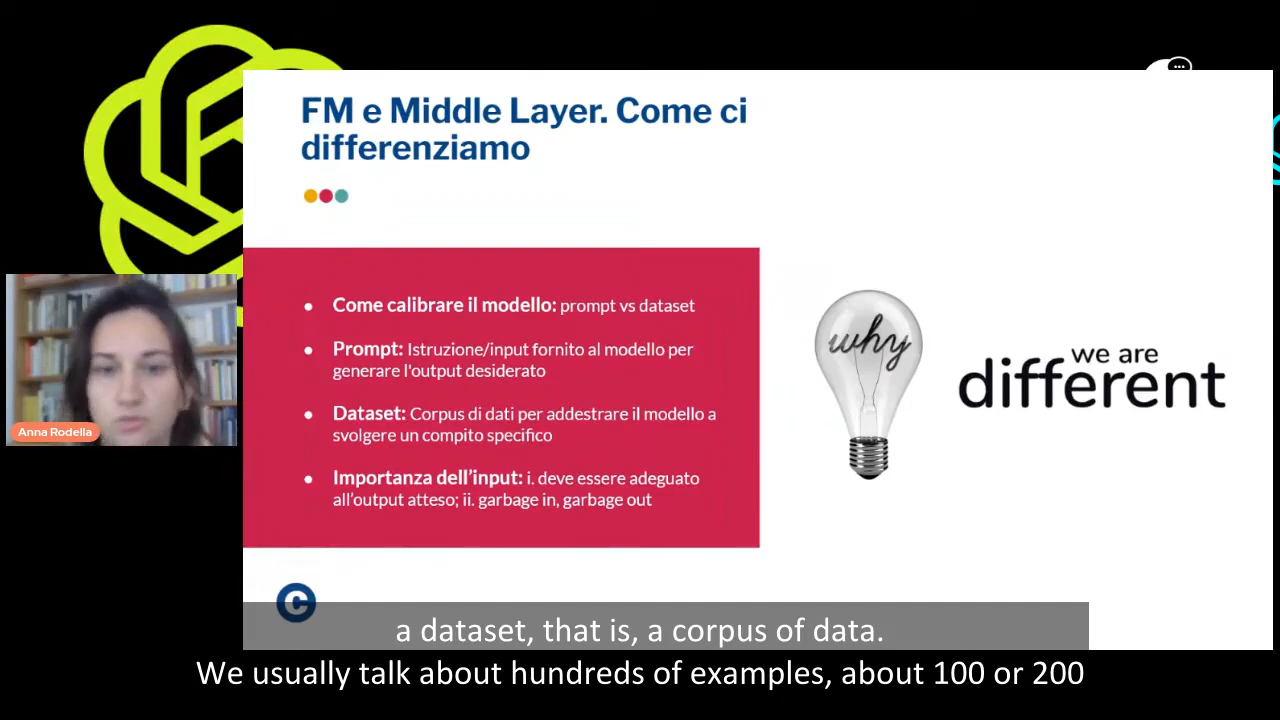 FM e Middle Layer. Come ci
differenziamo
Come calibrare il modello: prompt vs dataset
Prompt: Istruzione/input fornito al modello per
generare l'output desiderato
Dataset: Corpus di dati per addestrare il modello a
svolgere un compito specifico
Importanza dell'input: i. deve essere adeguato
all'output atteso; ii. garbage in, garbage out
why
we are
different
Anna Rodella
C
a dataset, that is, a corpus of data.
We usually talk about hundreds of examples, about 100 or 200